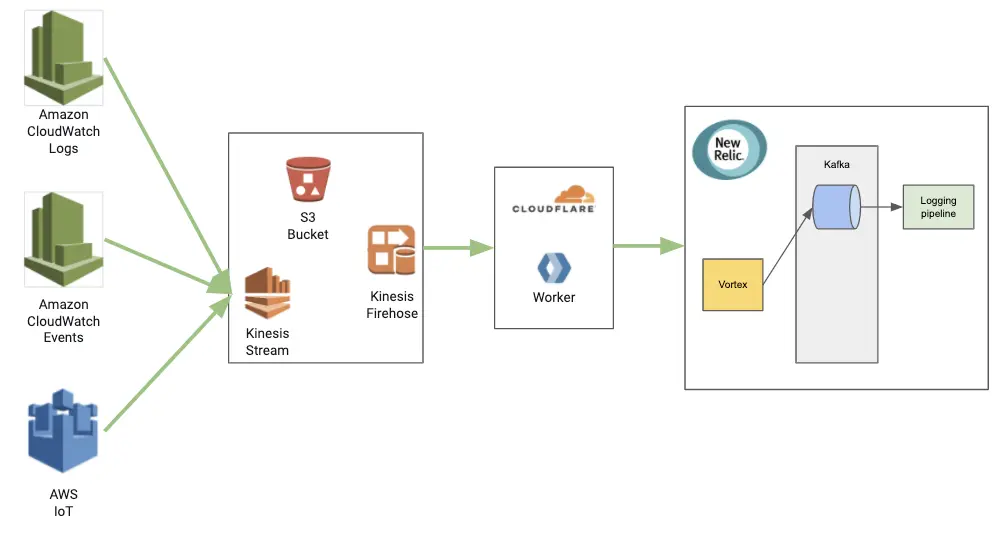 Amazon
CloudWatch
Logs
Amazon
CloudWatch
Events
AWS
IoT
S3
Bucket
Kinesis
Firehose
Kinesis
Stream
CLOUDFLARE
Worker
New
Relic.
Kafka
Logging
pipeline
Vortex